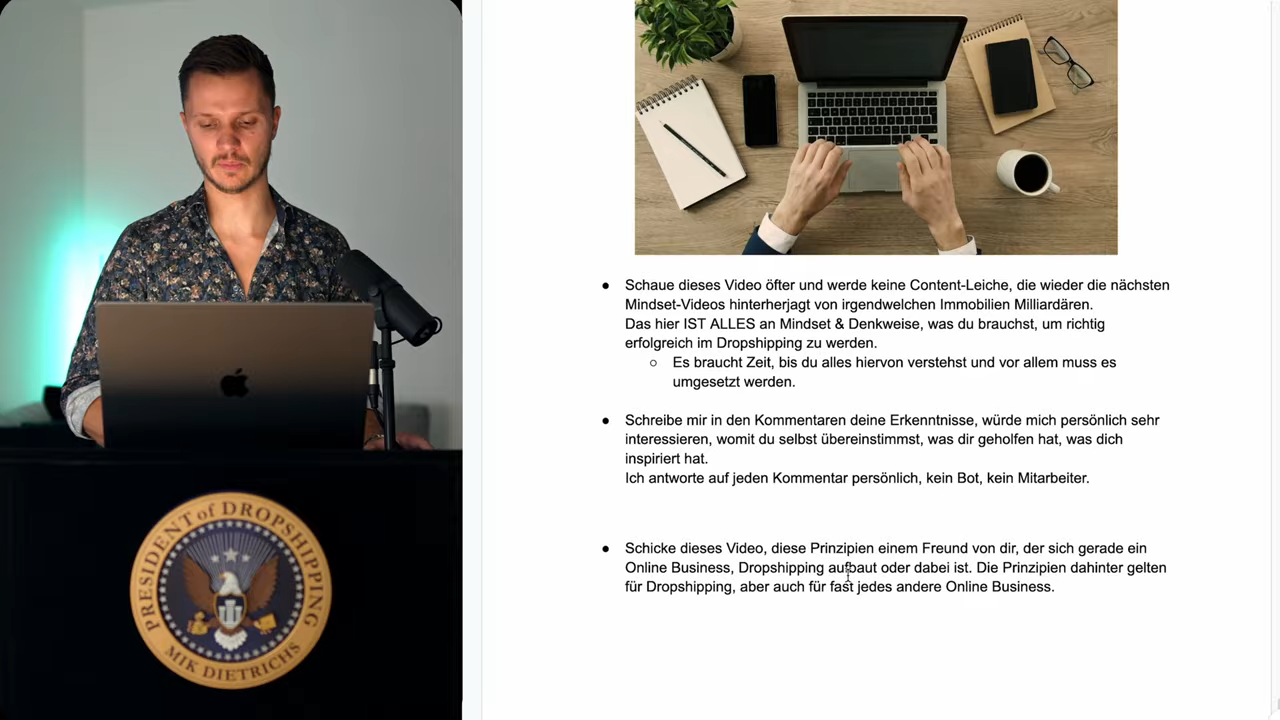 PRESIDENT of DROPSHIPPING
MIK DIETRICHS
● Schaue dieses Video öfter und werde keine Content-Leiche, die wieder die nächsten
Mindset-Videos hinterherjagt von irgendwelchen Immobilien Milliardären.
Das hier IST ALLES an Mindset & Denkweise, was du brauchst, um richtig
erfolgreich im Dropshipping zu werden.
○ Es braucht Zeit, bis du alles hiervon verstehst und vor allem muss es
umgesetzt werden.
● Schreibe mir in den Kommentaren deine Erkenntnisse, würde mich persönlich sehr
interessieren, womit du selbst übereinstimmst, was dir geholfen hat, was dich
inspiriert hat.
Ich antworte auf jeden Kommentar persönlich, kein Bot, kein Mitarbeiter.
● Schicke dieses Video, diese Prinzipien einem Freund von dir, der sich gerade ein
Online Business, Dropshipping aufbaut oder dabei ist. Die Prinzipien dahinter gelten
für Dropshipping, aber auch für fast jedes andere Online Business.